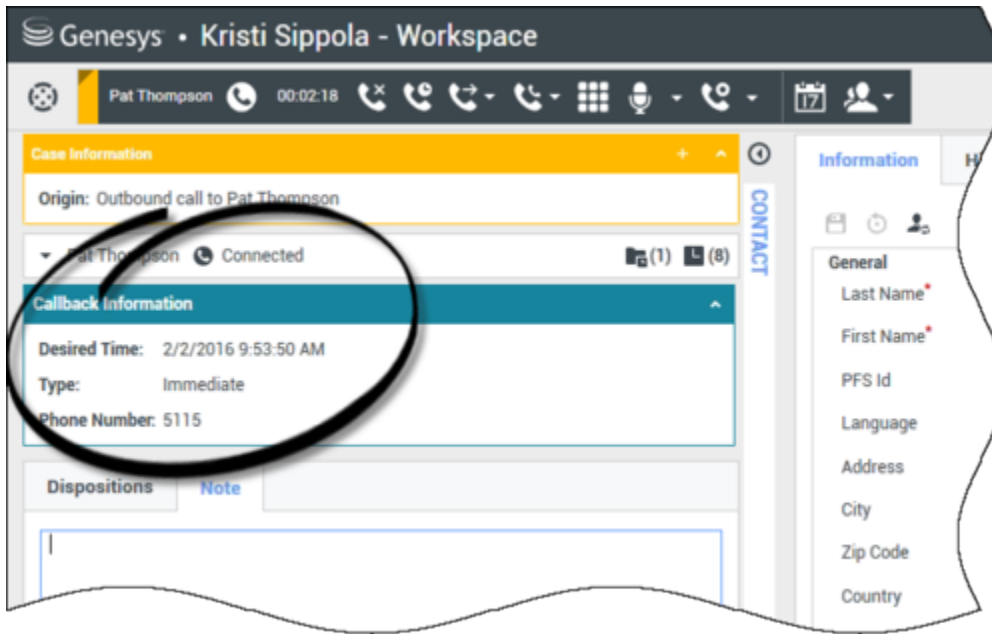 Genesys • Kristi Sippola - Workspace
Pat Thompson 00:02:18
17
Case Information
Origin: Outbound call to Pat Thompson
Pat Thompson Connected (1) (8)
Callback Information
Desired Time: 2/2/2016 9:53:50 AM
Type: Immediate
Phone Number: 5115
Dispositions Note
CONTACT
Information H
General
Last Name*
First Name*
PFS Id
Language
Address
City
Zip Code
Country